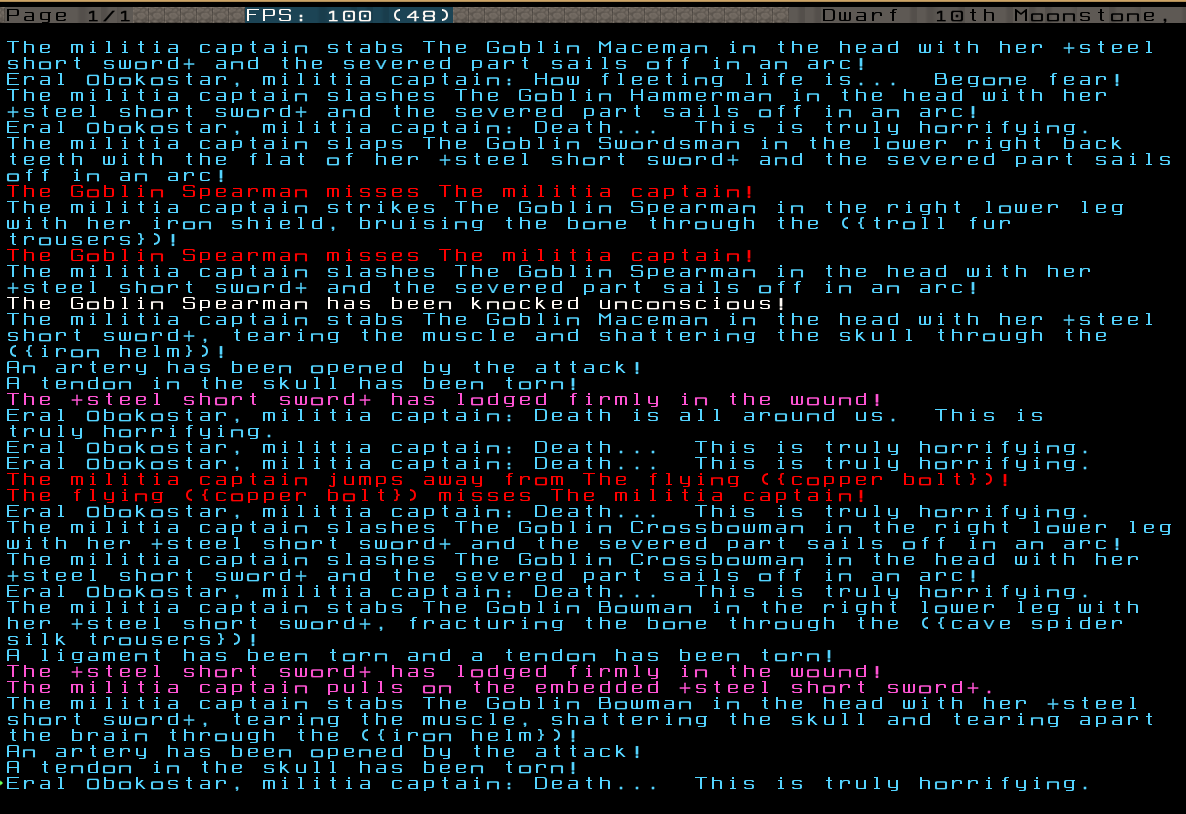 Page 1/1 FPS: 100 (48) Dwarf 10th Moonstone,
The militia captain stabs The Goblin Maceman in the head with her +steel
short sword+ and the severed part sails off in an arc!
Eral Obokostar, militia captain: How fleeting life is... Begone fear!
The militia captain slashes The Goblin Hammerman in the head with her
+steel short sword+ and the severed part sails off in an arc!
Eral Obokostar, militia captain: Death... This is truly horrifying.
The militia captain slaps The Goblin Swordsman in the lower right back
teeth with the flat of her +steel short sword+ and the severed part sails
off in an arc!
The Goblin Spearman misses The militia captain!
The militia captain strikes The Goblin Spearman in the right lower leg
with her iron shield, bruising the bone through the ({troll fur
trousers})!
The Goblin Spearman misses The militia captain!
The militia captain slashes The Goblin Spearman in the head with her
+steel short sword+ and the severed part sails off in an arc!
The Goblin Spearman has been knocked unconscious!
The militia captain stabs The Goblin Maceman in the head with her +steel
short sword+, tearing the muscle and shattering the skull through the
({iron helm})!
An artery has been opened by the attack!
A tendon in the skull has been torn!
The +steel short sword+ has lodged firmly in the wound!
Eral Obokostar, militia captain: Death is all around us. This is
truly horrifying.
Eral Obokostar, militia captain: Death... This is truly horrifying.
Eral Obokostar, militia captain: Death... This is truly horrifying.
The militia captain jumps away from The flying ({copper bolt})!
The flying ({copper bolt}) misses The militia captain!
Eral Obokostar, militia captain: Death... This is truly horrifying.
The militia captain slashes The Goblin Crossbowman in the right lower leg
with her +steel short sword+ and the severed part sails off in an arc!
The militia captain slashes The Goblin Crossbowman in the head with her
+steel short sword+ and the severed part sails off in an arc!
Eral Obokostar, militia captain: Death... This is truly horrifying.
The militia captain stabs The Goblin Bowman in the right lower leg with
her +steel short sword+, fracturing the bone through the ({cave spider
silk trousers})!
A ligament has been torn and a tendon has been torn!
The +steel short sword+ has lodged firmly in the wound!
The militia captain pulls on the embedded +steel short sword+.
The militia captain stabs The Goblin Bowman in the head with her +steel
short sword+, tearing the muscle, shattering the skull and tearing apart
the brain through the ({iron helm})!
An artery has been opened by the attack!
A tendon in the skull has been torn!
Eral Obokostar, militia captain: Death... This is truly horrifying.